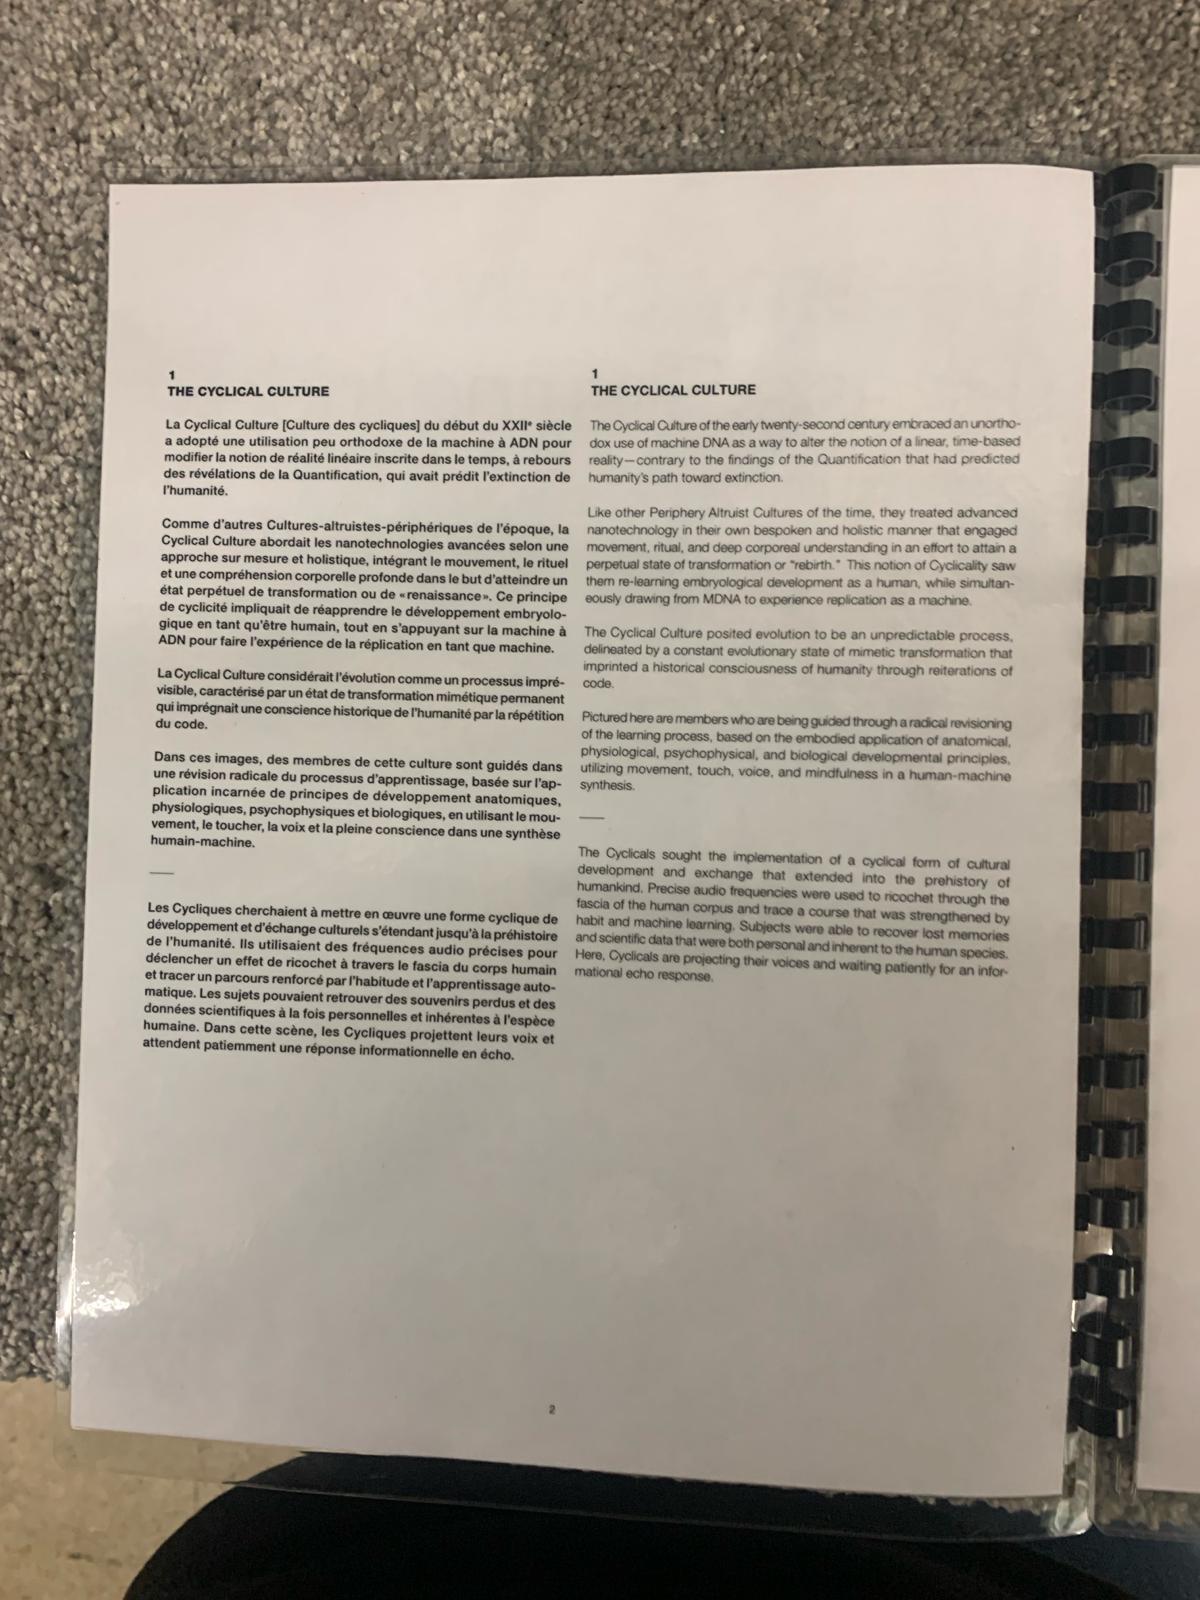 1
THE CYCLICAL CULTURE
La Cyclical Culture [Culture des cycliques] du début du XXIIᵉ siècle
a adopté une utilisation peu orthodoxe de la machine à ADN pour
modifier la notion de réalité linéaire inscrite dans le temps, à rebours
des révélations de la Quantification, qui avait prédit l'extinction de
l'humanité.
Comme d'autres Cultures-altruistes-périphériques de l'époque, la
Cyclical Culture abordait les nanotechnologies avancées selon une
approche sur mesure et holistique, intégrant le mouvement, le rituel
et une compréhension corporelle profonde dans le but d'atteindre un
état perpétuel de transformation ou de «renaissance». Ce principe
de cyclicité impliquait de réapprendre le développement embryolo-
gique en tant qu'être humain, tout en s'appuyant sur la machine à
ADN pour faire l'expérience de la réplication en tant que machine.
La Cyclical Culture considérait l'évolution comme un processus impré-
visible, caractérisé par un état de transformation mimétique permanent
qui imprégnait une conscience historique de l'humanité par la répétition
du code.
Dans ces images, des membres de cette culture sont guidés dans
une révision radicale du processus d'apprentissage, basée sur l'ap-
plication incarnée de principes de développement anatomiques,
physiologiques, psychophysiques et biologiques, en utilisant le mou-
vement, le toucher, la voix et la pleine conscience dans une synthèse
humain-machine.
Les Cycliques cherchaient à mettre en œuvre une forme cyclique de
développement et d'échange culturels s'étendant jusqu'à la préhistoire
de l'humanité. Ils utilisaient des fréquences audio précises pour
déclencher un effet de ricochet à travers le fascia du corps humain
et tracer un parcours renforcé par l'habitude et l'apprentissage auto-
matique. Les sujets pouvaient retrouver des souvenirs perdus et des
données scientifiques à la fois personnelles et inhérentes à l'espèce
humaine. Dans cette scène, les Cycliques projettent leurs voix et
attendent patiemment une réponse informationnelle en écho.
1
THE CYCLICAL CULTURE
The Cyclical Culture of the early twenty-second century embraced an unortho-
dox use of machine DNA as a way to alter the notion of a linear, time-based
reality—contrary to the findings of the Quantification that had predicted
humanity's path toward extinction.
Like other Periphery Altruist Cultures of the time, they treated advanced
nanotechnology in their own bespoken and holistic manner that engaged
movement, ritual, and deep corporeal understanding in an effort to attain a
perpetual state of transformation or "rebirth." This notion of Cyclicality saw
them re-learning embryological development as a human, while simultan-
eously drawing from MDNA to experience replication as a machine.
The Cyclical Culture posited evolution to be an unpredictable process,
delineated by a constant evolutionary state of mimetic transformation that
imprinted a historical consciousness of humanity through reiterations of
code.
Pictured here are members who are being guided through a radical revisioning
of the learning process, based on the embodied application of anatomical,
physiological, psychophysical, and biological developmental principles,
utilizing movement, touch, voice, and mindfulness in a human-machine
synthesis.
The Cyclicals sought the implementation of a cyclical form of cultural
development and exchange that extended into the prehistory of
humankind. Precise audio frequencies were used to ricochet through the
fascia of the human corpus and trace a course that was strengthened by
habit and machine learning. Subjects were able to recover lost memories
and scientific data that were both personal and inherent to the human species.
Here, Cyclicals are projecting their voices and waiting patiently for an infor-
mational echo response.
2